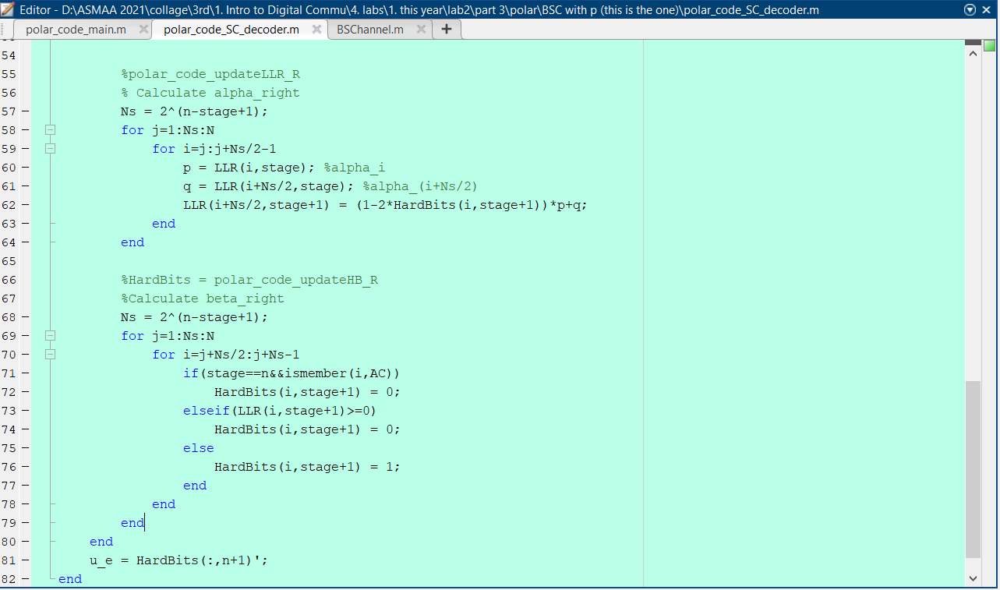 Editor - D:\ASMAA 2021\collage\3rd\1. Intro to Digital Commu\4. labs\1. this year\lab2\part 3\polar\BSC with p (this is the one)\polar_code_SC_decoder.m
polar_code_main.m polar_code_SC_decoder.m BSChannel.m +
54
55 %polar_code_updateLLR_R
56 % Calculate alpha_right
57 - Ns = 2^(n-stage+1);
58 - for j=1:Ns:N
59 - for i=j:j+Ns/2-1
60 - p = LLR(i,stage); %alpha_i
61 - q = LLR(i+Ns/2,stage); %alpha_(i+Ns/2)
62 - LLR(i+Ns/2,stage+1) = (1-2*HardBits(i,stage+1))*p+q;
63 - end
64 - end
65
66 %HardBits = polar_code_updateHB_R
67 %Calculate beta_right
68 - Ns = 2^(n-stage+1);
69 - for j=1:Ns:N
70 - for i=j+Ns/2:j+Ns-1
71 - if(stage==n&&ismember(i,AC))
72 - HardBits(i,stage+1) = 0;
73 - elseif(LLR(i,stage+1)>=0)
74 - HardBits(i,stage+1) = 0;
75 - else
76 - HardBits(i,stage+1) = 1;
77 - end
78 - end
79 - end
80 - end
81 - u_e = HardBits(:,n+1)';
82 - end